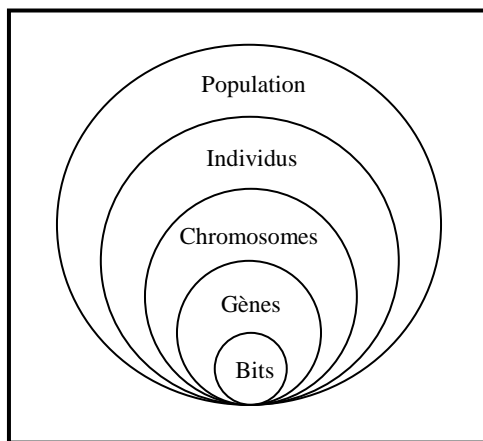 Population
Individus
Chromosomes
Gènes
Bits